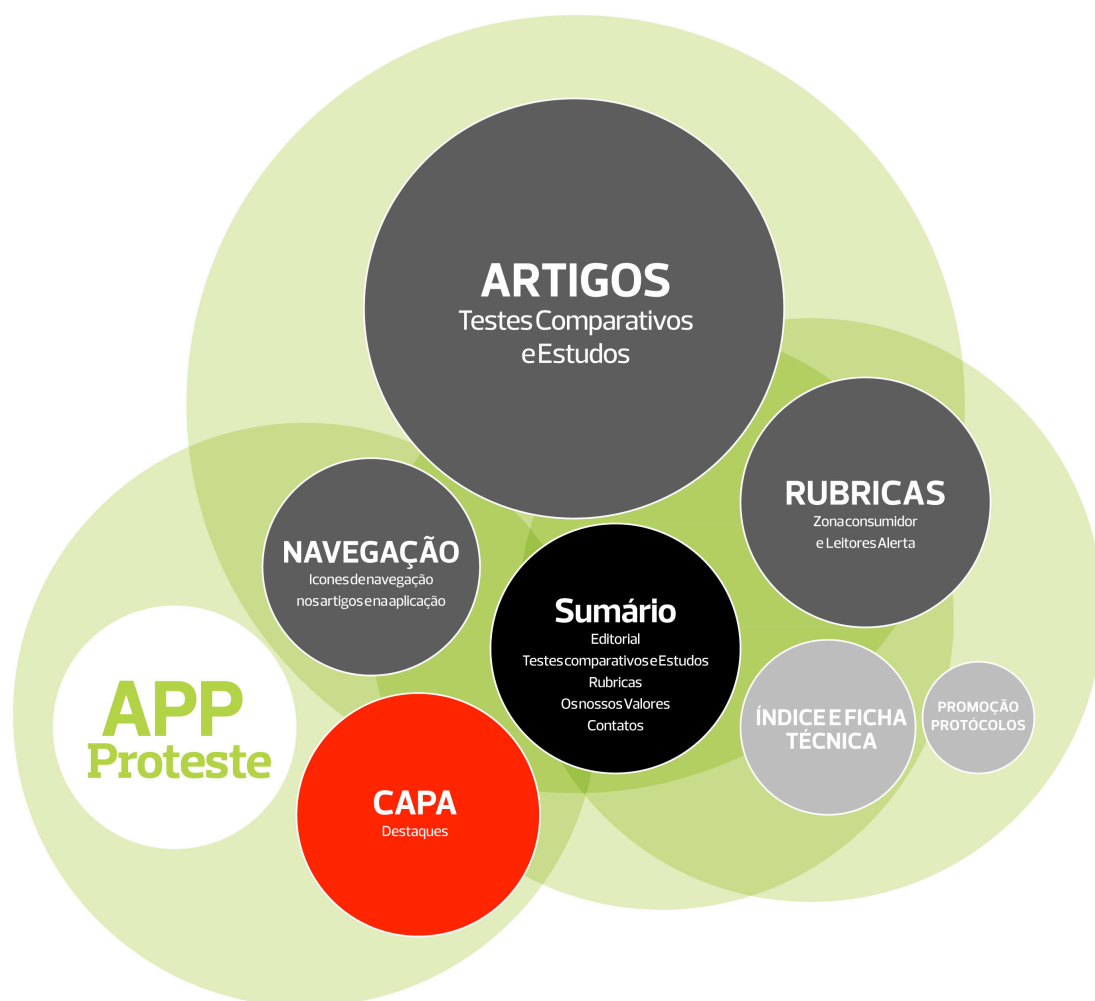 ARTIGOS
Testes Comparativos
e Estudos
RUBRICAS
Zona consumidor
e Leitores Alerta
NAVEGAÇÃO
Icones de navegação
nos artigos e na aplicação
Sumário
Editorial
Testes comparativos e Estudos
Rubricas
Os nossos Valores
Contatos
APP
Proteste
CAPA
Destaques
ÍNDICE E FICHA
TÉCNICA
PROMOÇÃO
PROTÓCOLOS